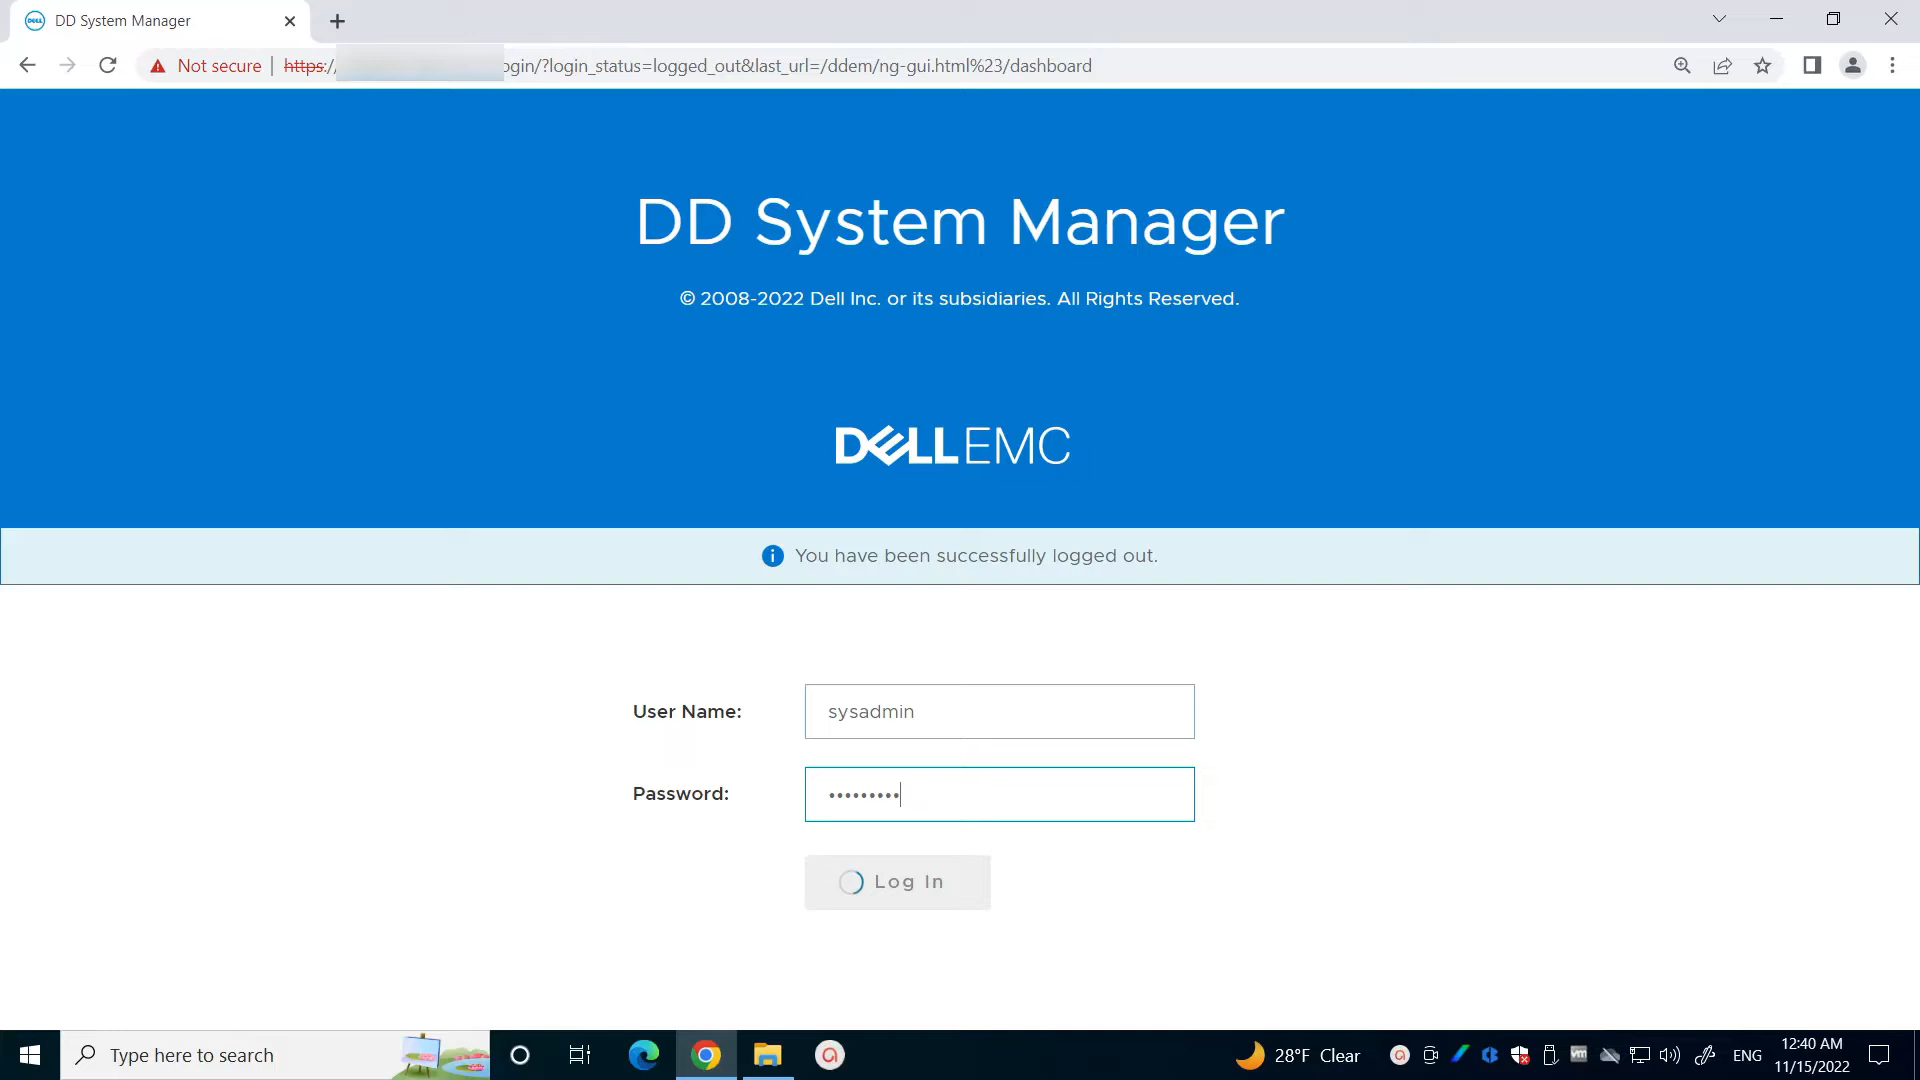 DD System Manager
Not secure | https://ogin/?login_status=logged_out&last_url=/ddem/ng-gui.html%23/dashboard
DD System Manager
© 2008-2022 Dell Inc. or its subsidiaries. All Rights Reserved.
DELLEMC
You have been successfully logged out.
User Name: sysadmin
Password: •••••••••
Log In
Type here to search
28°F Clear
ENG
12:40 AM
11/15/2022